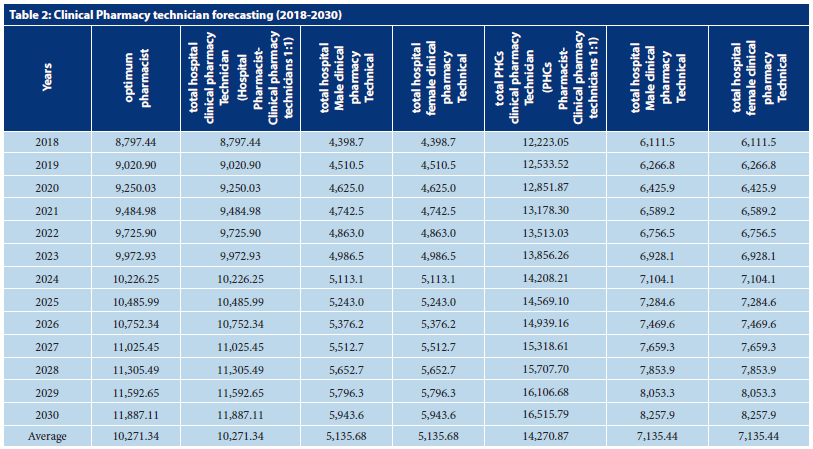 Table 2: Clinical Pharmacy technician forecasting (2018-2030)
Years | optimum pharmacist | total hospital clinical pharmacy Technician (Hospital Pharmacist-Clinical pharmacy technicians 1:1) | total hospital Male clinical pharmacy Technical | total hospital female clinical pharmacy Technical | total PHCs clinical pharmacy Technician (PHCs Pharmacist-Clinical pharmacy technicians 1:1) | total hospital Male clinical pharmacy Technical | total hospital female clinical pharmacy Technical
2018 | 8,797.44 | 8,797.44 | 4,398.7 | 4,398.7 | 12,223.05 | 6,111.5 | 6,111.5
2019 | 9,020.90 | 9,020.90 | 4,510.5 | 4,510.5 | 12,533.52 | 6,266.8 | 6,266.8
2020 | 9,250.03 | 9,250.03 | 4,625.0 | 4,625.0 | 12,851.87 | 6,425.9 | 6,425.9
2021 | 9,484.98 | 9,484.98 | 4,742.5 | 4,742.5 | 13,178.30 | 6,589.2 | 6,589.2
2022 | 9,725.90 | 9,725.90 | 4,863.0 | 4,863.0 | 13,513.03 | 6,756.5 | 6,756.5
2023 | 9,972.93 | 9,972.93 | 4,986.5 | 4,986.5 | 13,856.26 | 6,928.1 | 6,928.1
2024 | 10,226.25 | 10,226.25 | 5,113.1 | 5,113.1 | 14,208.21 | 7,104.1 | 7,104.1
2025 | 10,485.99 | 10,485.99 | 5,243.0 | 5,243.0 | 14,569.10 | 7,284.6 | 7,284.6
2026 | 10,752.34 | 10,752.34 | 5,376.2 | 5,376.2 | 14,939.16 | 7,469.6 | 7,469.6
2027 | 11,025.45 | 11,025.45 | 5,512.7 | 5,512.7 | 15,318.61 | 7,659.3 | 7,659.3
2028 | 11,305.49 | 11,305.49 | 5,652.7 | 5,652.7 | 15,707.70 | 7,853.9 | 7,853.9
2029 | 11,592.65 | 11,592.65 | 5,796.3 | 5,796.3 | 16,106.68 | 8,053.3 | 8,053.3
2030 | 11,887.11 | 11,887.11 | 5,943.6 | 5,943.6 | 16,515.79 | 8,257.9 | 8,257.9
Average | 10,271.34 | 10,271.34 | 5,135.68 | 5,135.68 | 14,270.87 | 7,135.44 | 7,135.44